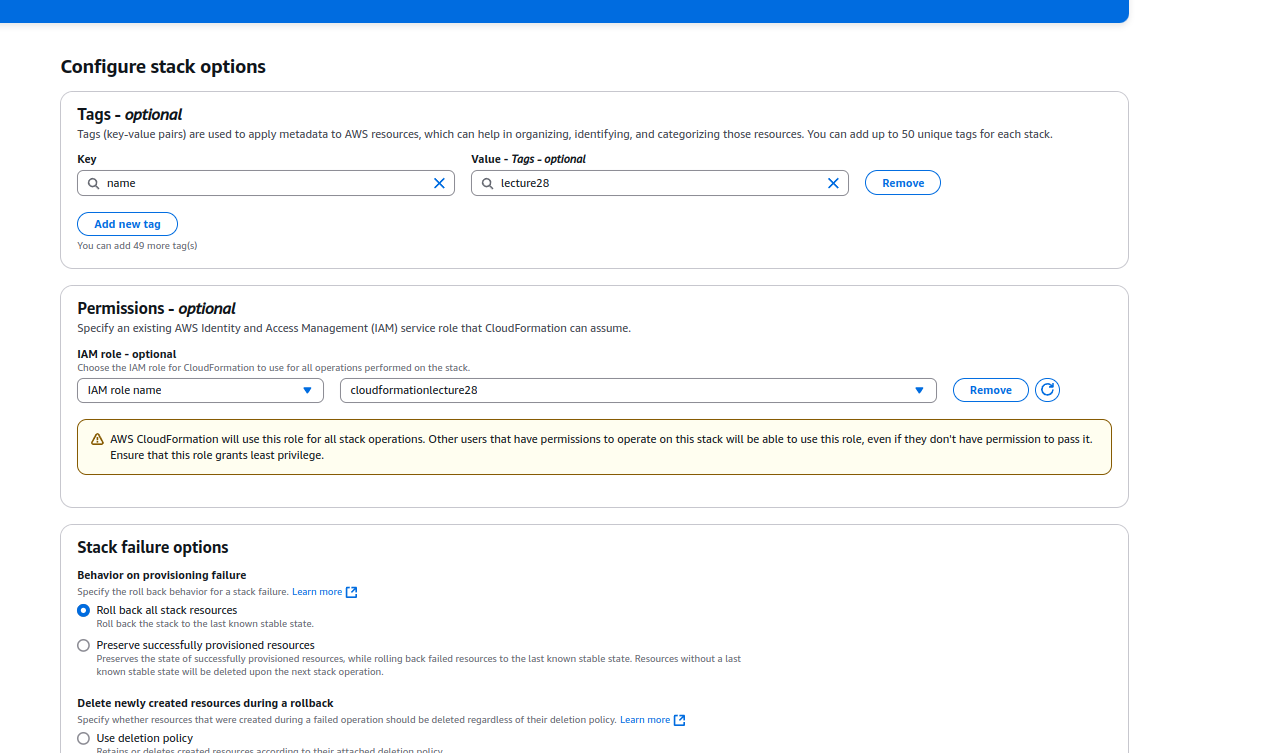 Configure stack options
Tags - optional
Tags (key-value pairs) are used to apply metadata to AWS resources, which can help in organizing, identifying, and categorizing those resources. You can add up to 50 unique tags for each stack.
Key
Value - Tags - optional
name
lecture28
Remove
Add new tag
You can add 49 more tag(s)
Permissions - optional
Specify an existing AWS Identity and Access Management (IAM) service role that CloudFormation can assume.
IAM role - optional
Choose the IAM role for CloudFormation to use for all operations performed on the stack.
IAM role name
cloudformationlecture28
Remove
AWS CloudFormation will use this role for all stack operations. Other users that have permissions to operate on this stack will be able to use this role, even if they don't have permission to pass it.
Ensure that this role grants least privilege.
Stack failure options
Behavior on provisioning failure
Specify the roll back behavior for a stack failure. Learn more
Roll back all stack resources
Roll back the stack to the last known stable state.
Preserve successfully provisioned resources
Preserves the state of successfully provisioned resources, while rolling back failed resources to the last known stable state. Resources without a last
known stable state will be deleted upon the next stack operation.
Delete newly created resources during a rollback
Specify whether resources that were created during a failed operation should be deleted regardless of their deletion policy. Learn more
Use deletion policy
Retains or deletes created resources according to their attached deletion policy.